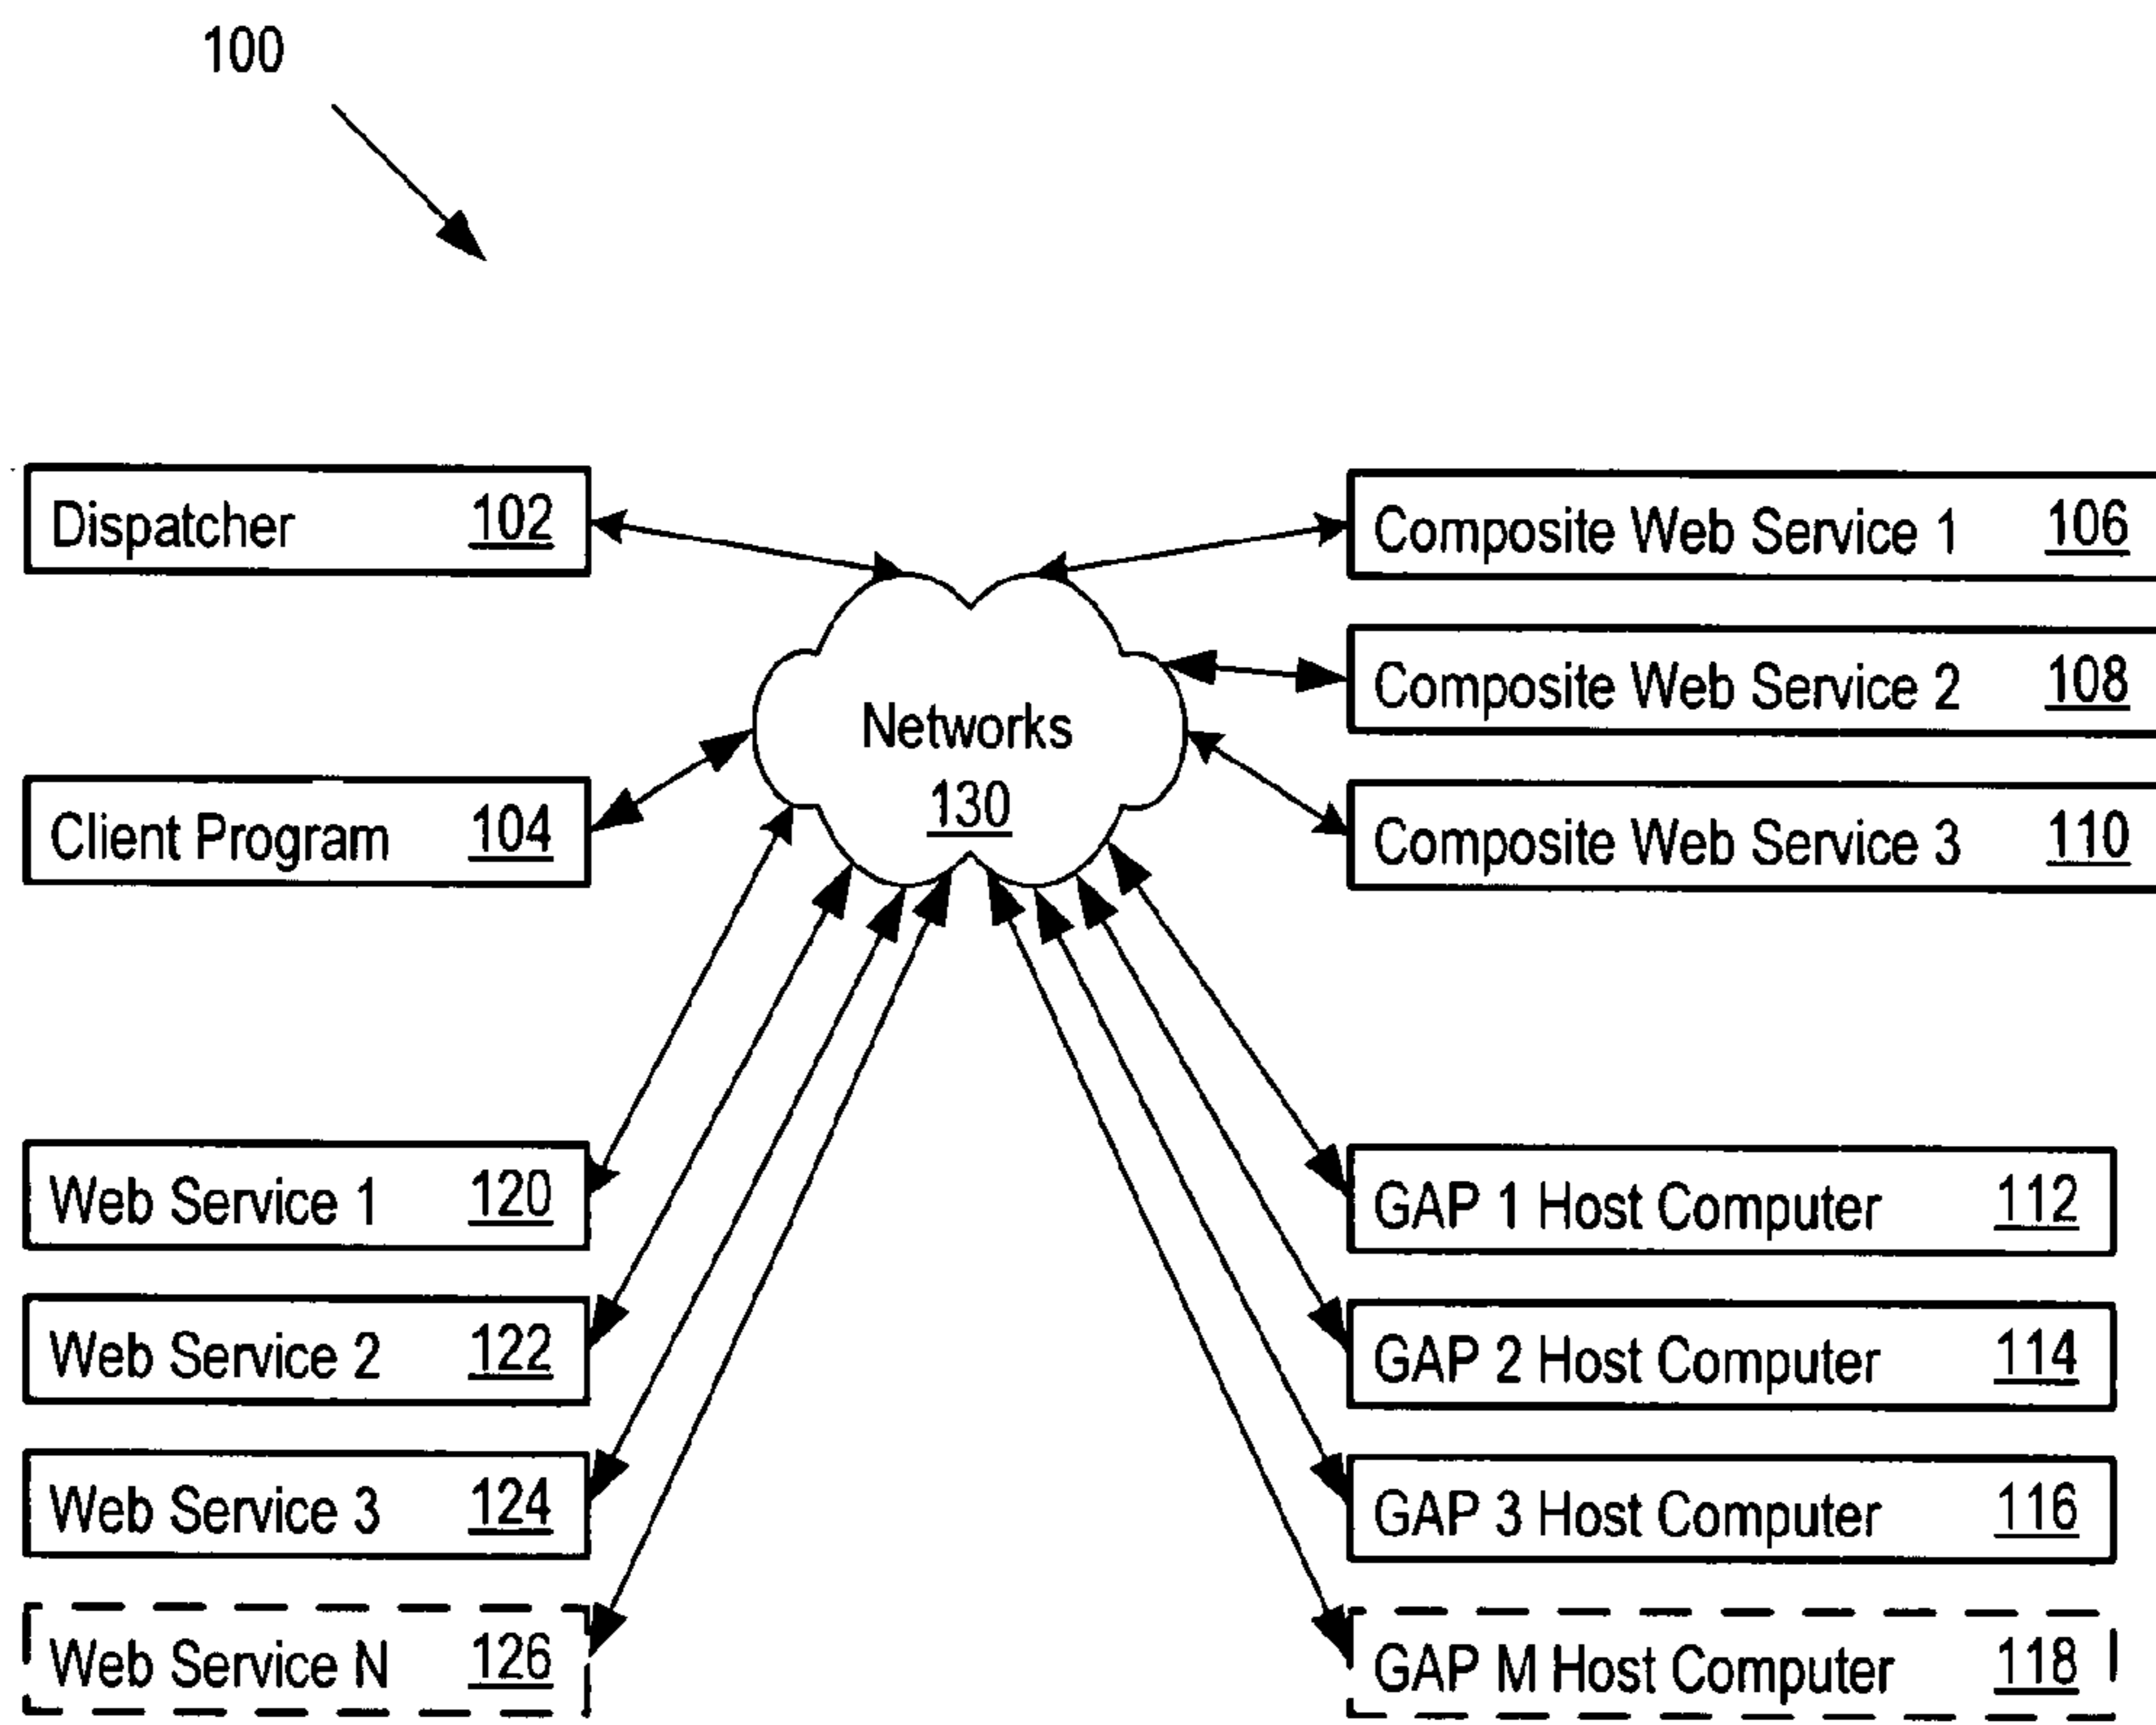 100
Dispatcher 102
Composite Web Service 1 106
Composite Web Service 2 108
Networks
130
Client Program 104
Composite Web Service 3 110
Web Service 1 120
GAP 1 Host Computer 112
Web Service 2 122
GAP 2 Host Computer 114
Web Service 3 124
GAP 3 Host Computer 116
Web Service N 126
GAP M Host Computer 118